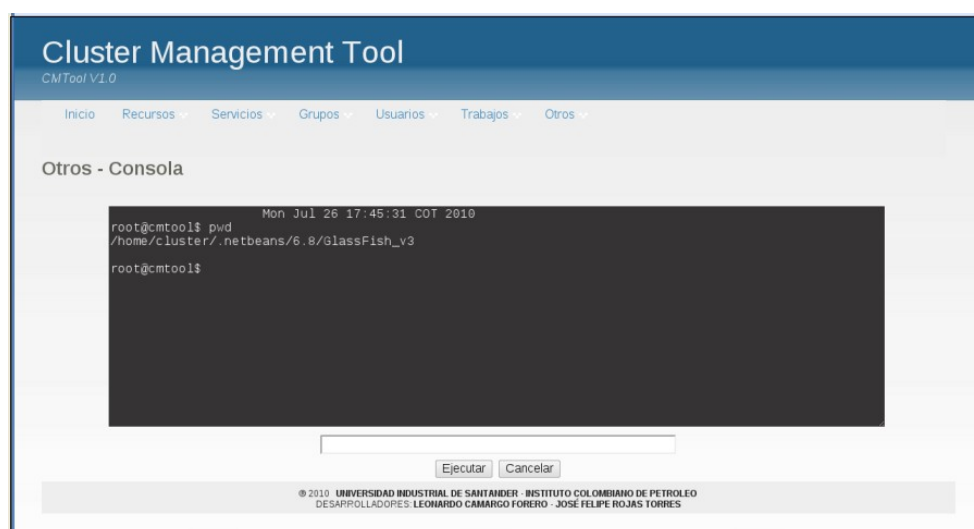 Cluster Management Tool
CMTool V1.0
Inicio Recursos Servicios Grupos Usuarios Trabajos Otros
Otros - Consola
Mon Jul 26 17:45:31 COT 2010
root@cmtool$ pwd
/home/cluster/.netbeans/6.8/GlassFish_v3
root@cmtool$
Ejecutar Cancelar
© 2010 UNIVERSIDAD INDUSTRIAL DE SANTANDER - INSTITUTO COLOMBIANO DE PETROLEO
DESARROLLADORES: LEONARDO CAMARGO FORERO - JOSÉ FELIPE ROJAS TORRES